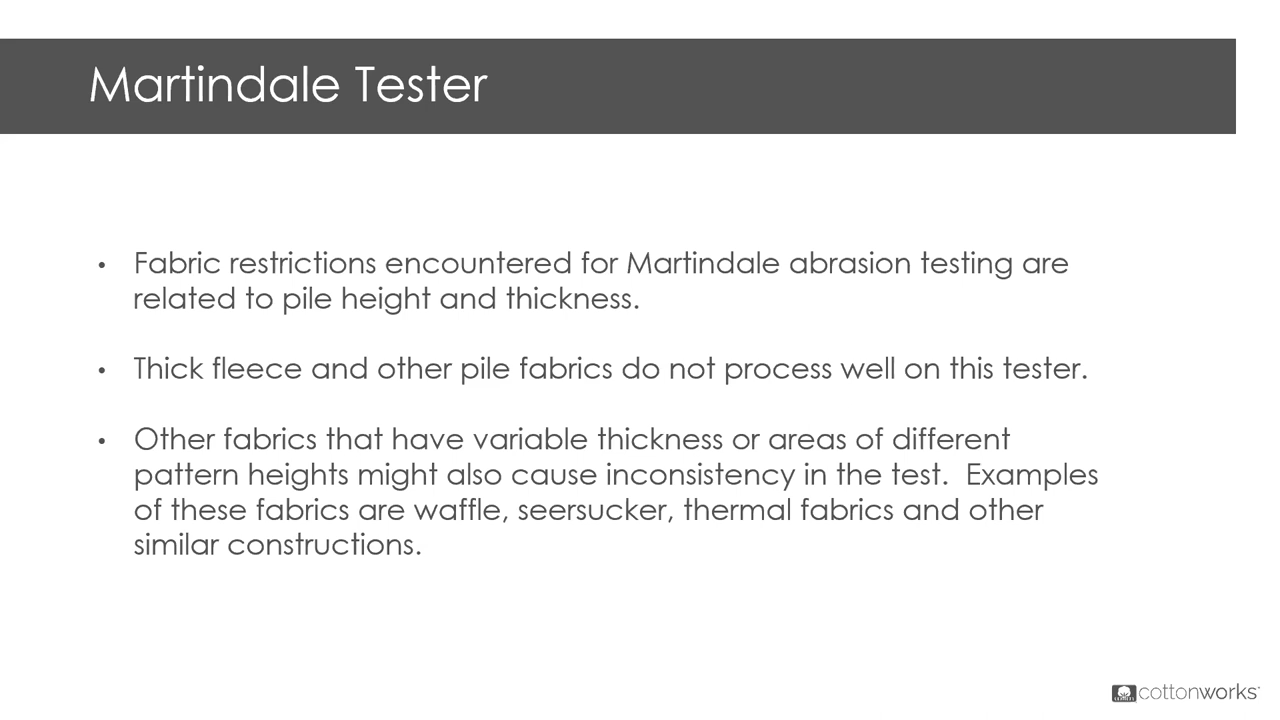 Martindale Tester
• Fabric restrictions encountered for Martindale abrasion testing are
related to pile height and thickness.
• Thick fleece and other pile fabrics do not process well on this tester.
• Other fabrics that have variable thickness or areas of different
pattern heights might also cause inconsistency in the test.  Examples
of these fabrics are waffle, seersucker, thermal fabrics and other
similar constructions.
cottonworks